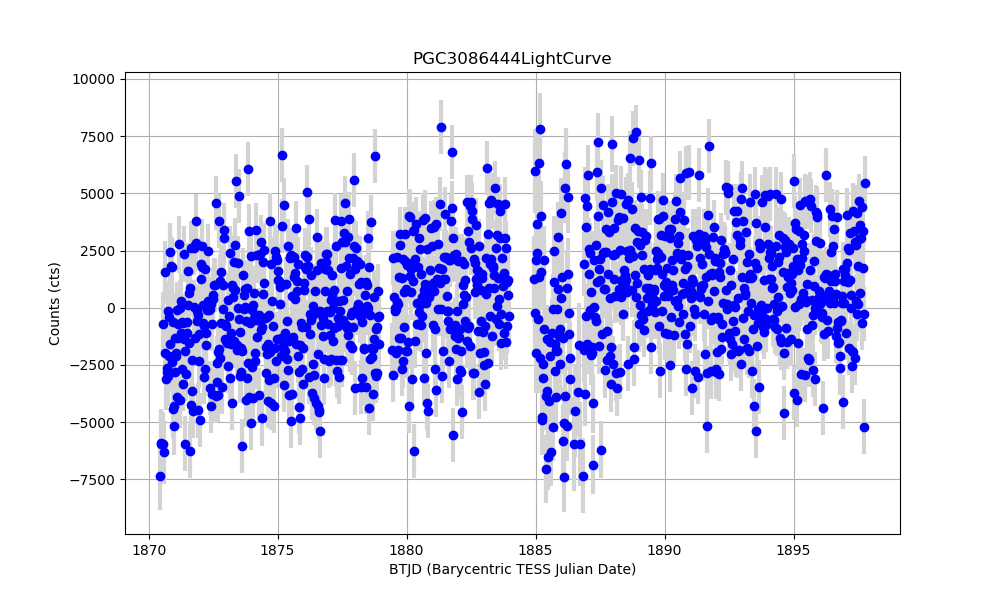 PGC3086444LightCurve
10000
7500
5000
2500
0
−2500
−5000
−7500
Counts (cts)
1870 1875 1880 1885 1890 1895
BTJD (Barycentric TESS Julian Date)